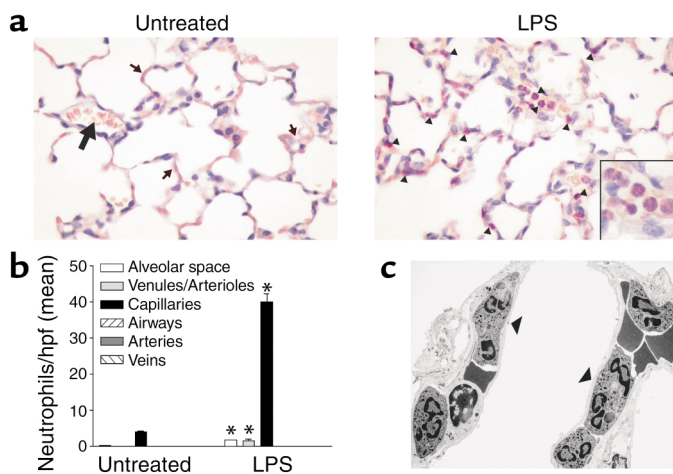 a
Untreated
LPS
b
Neutrophils/hpf (mean)
50
40
30
20
10
0
Alveolar space
Venules/Arterioles
Capillaries
Airways
Arteries
Veins
*
* *
Untreated
LPS
c